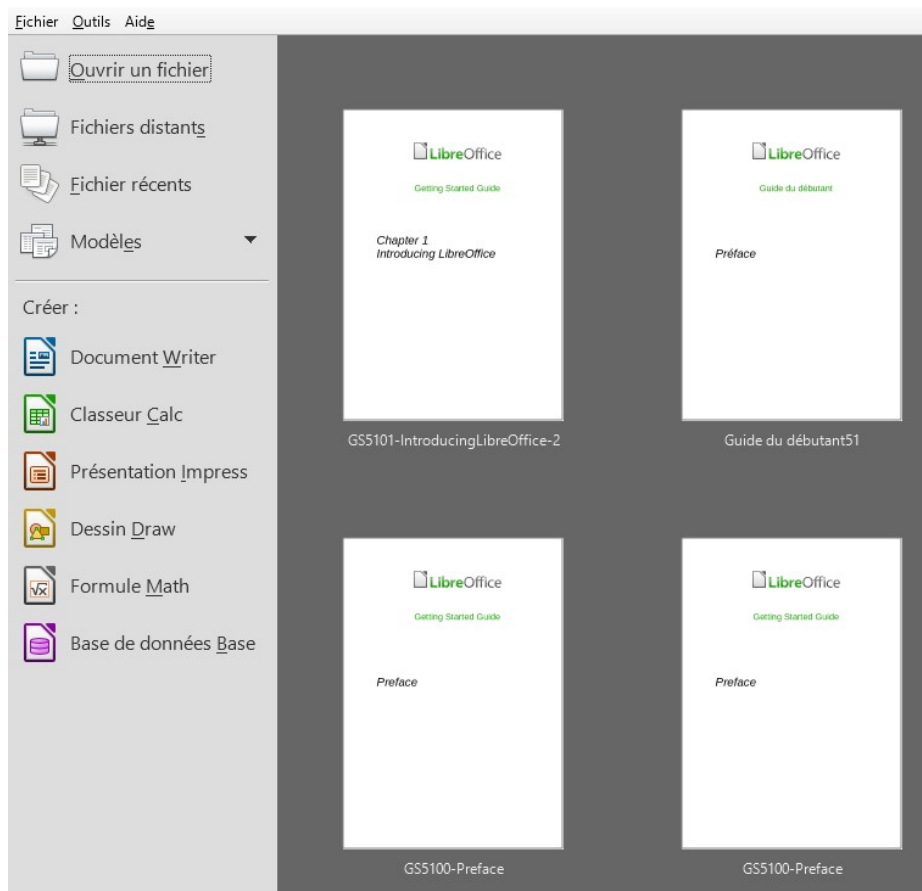 Fichier Outils Aide
Ouvrir un fichier
Fichiers distants
Fichier récents
Modèles
Créer :
Document Writer
Classeur Calc
Présentation Impress
Dessin Draw
Formule Math
Base de données Base
LibreOffice
Getting Started Guide
Chapter 1
Introducing LibreOffice
GS5101-IntroducingLibreOffice-2
LibreOffice
Guide du débutant
Préface
Guide du débutant51
LibreOffice
Getting Started Guide
Preface
GS5100-Preface
LibreOffice
Getting Started Guide
Preface
GS5100-Preface